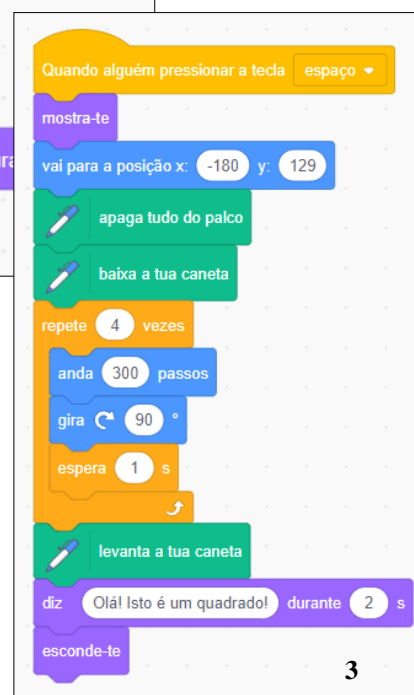 Quando alguém pressionar a tecla espaço
mostra-te
vai para a posição x: -180 y: 129
apaga tudo do palco
baixa a tua caneta
repete 4 vezes
anda 300 passos
gira 90 °
espera 1 s
levanta a tua caneta
diz Olá! Isto é um quadrado! durante 2 s
esconde-te
3